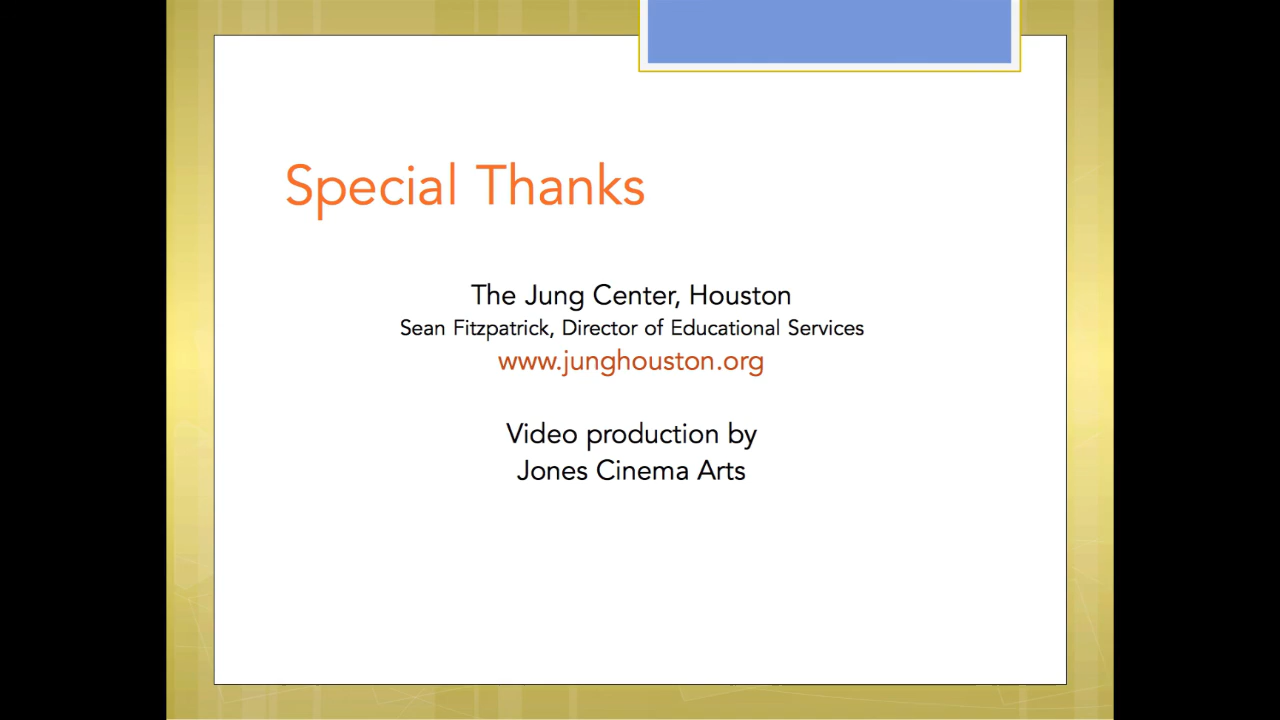 Special Thanks
The Jung Center, Houston
Sean Fitzpatrick, Director of Educational Services
www.junghouston.org
Video production by
Jones Cinema Arts